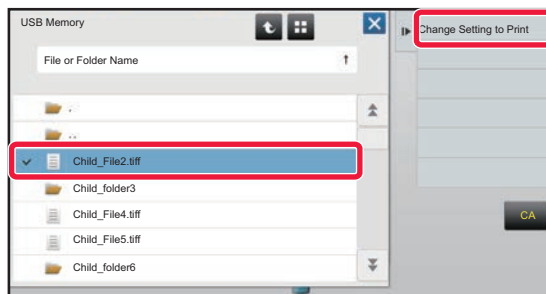 USB Memory
Change Setting to Print
File or Folder Name
.
..
Child_File2.tiff
Child_folder3
Child_File4.tiff
Child_File5.tiff
Child_folder6
CA